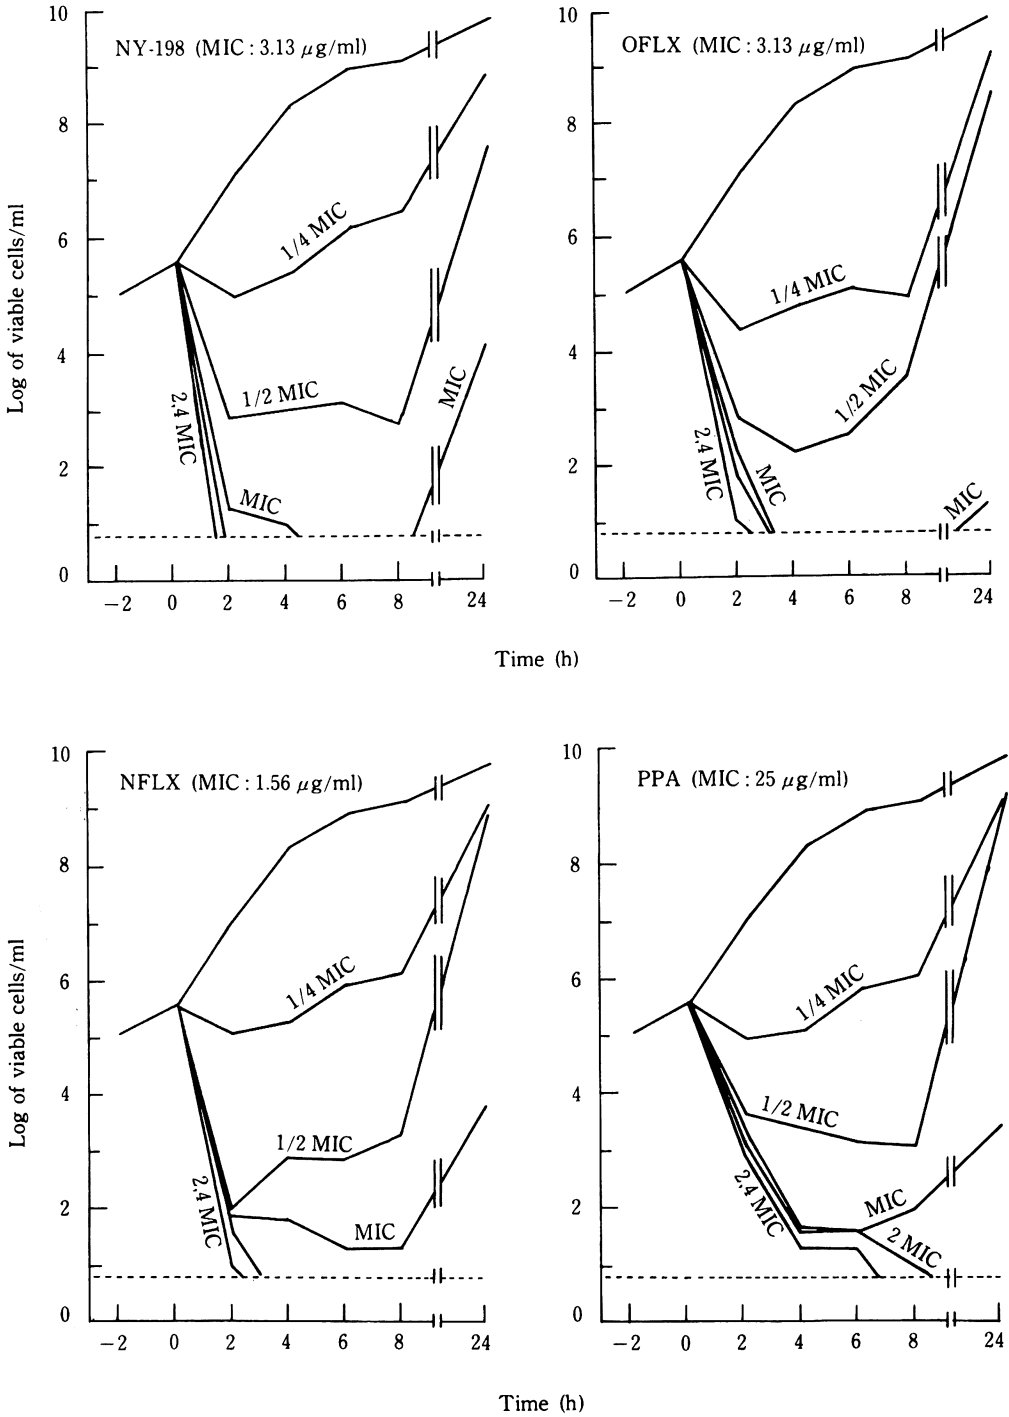 NY-198 (MIC : 3.13 μg/ml)
10
8
6
4
2
0
1/4 MIC
1/2 MIC
2,4 MIC
MIC
MIC
−2 0 2 4 6 8 24
OFLX (MIC : 3.13 μg/ml)
10
8
6
4
2
0
1/4 MIC
1/2 MIC
2,4 MIC
MIC
MIC
−2 0 2 4 6 8 24
Log of viable cells/ml
Time (h)
NFLX (MIC : 1.56 μg/ml)
10
8
6
4
2
0
1/4 MIC
1/2 MIC
2,4 MIC
MIC
−2 0 2 4 6 8 24
PPA (MIC : 25 μg/ml)
10
8
6
4
2
0
1/4 MIC
1/2 MIC
2,4 MIC
MIC
2 MIC
−2 0 2 4 6 8 24
Log of viable cells/ml
Time (h)